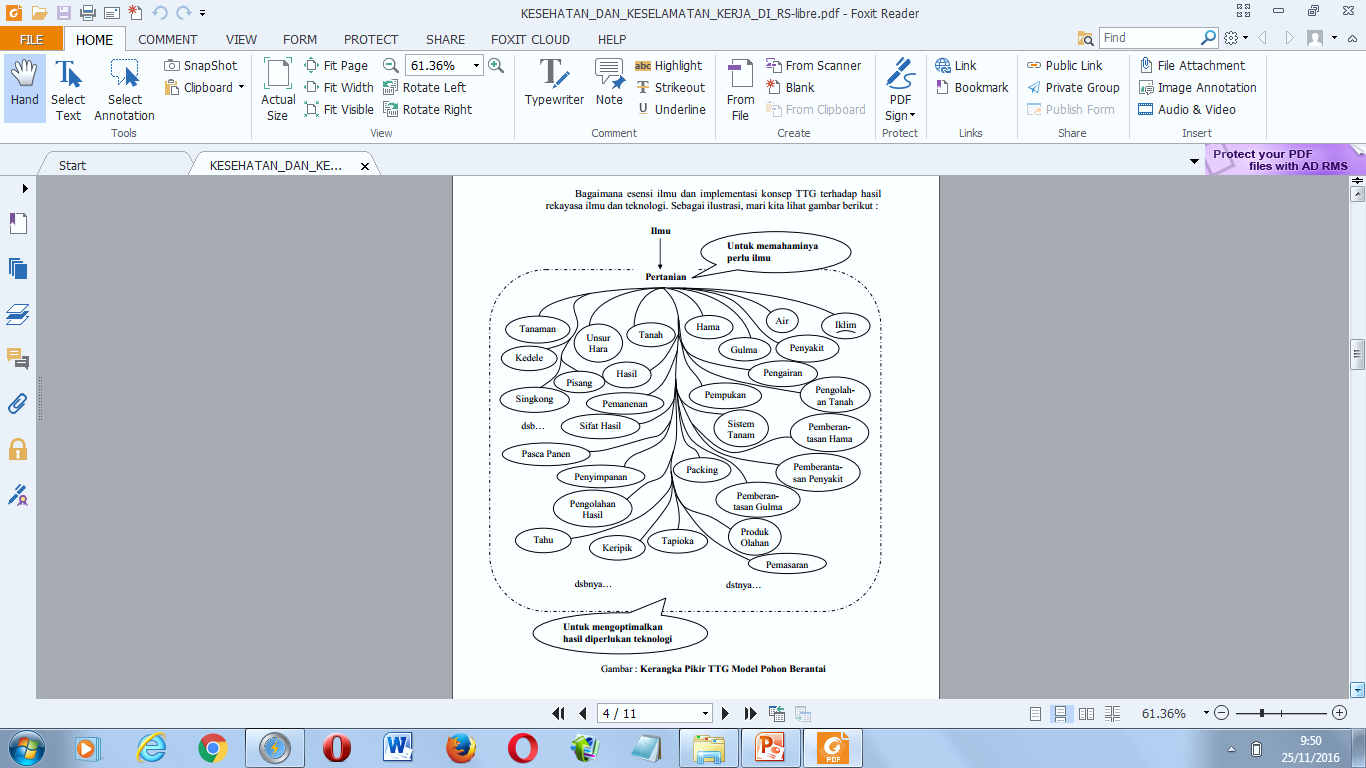 KESEHATAN_DAN_KESELAMATAN_KERJA_DI_RS-libre.pdf - Foxit Reader
FILE HOME COMMENT VIEW FORM PROTECT SHARE FOXIT CLOUD HELP
Find
Hand
Select
Text
Select
Annotation
SnapShot
Clipboard
Tools
Actual
Size
Fit Page
Fit Width
Fit Visible
61.36%
Rotate Left
Rotate Right
View
Typewriter
Note
abc Highlight
abc Strikeout
U Underline
Comment
From
File
From Scanner
Blank
From Clipboard
Create
PDF
Sign
Protect
Link
Bookmark
Links
Public Link
Private Group
Publish Form
Share
File Attachment
Image Annotation
Audio & Video
Insert
Start
KESEHATAN_DAN_KE...
Protect your PDF
files with AD RMS
Bagaimana esensi ilmu dan implementasi konsep TTG terhadap hasil
rekayasa ilmu dan teknologi. Sebagai ilustrasi, mari kita lihat gambar berikut :
Ilmu
Untuk memahaminya
perlu ilmu
Pertanian
Tanaman
Unsur
Hara
Tanah
Hama
Air
Iklim
Kedele
Gulma
Penyakit
Pisang
Hasil
Pengairan
Singkong
Pemanenan
Pempukan
Pengolah-
an Tanah
dsb...
Sifat Hasil
Sistem
Tanam
Pemberan-
tasan Hama
Pasca Panen
Penyimpanan
Packing
Pemberanta-
san Penyakit
Pengolahan
Hasil
Pemberan-
tasan Gulma
Tahu
Keripik
Tapioka
Produk
Olahan
Pemasaran
dsbnya...
dstnya...
Untuk mengoptimalkan
hasil diperlukan teknologi
Gambar : Kerangka Pikir TTG Model Pohon Berantai
4 / 11
61.36%
W
P
PDF
9:50
25/11/2016